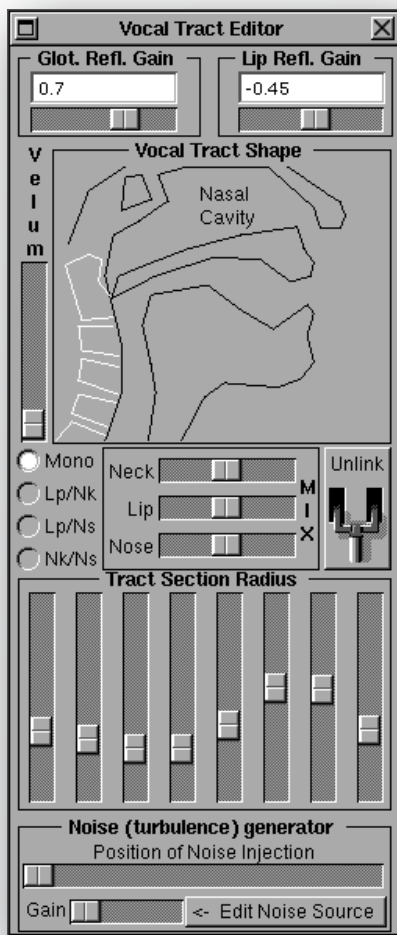 Vocal Tract Editor
Glot. Refl. Gain
Lip Refl. Gain
0.7
-0.45
Velum
Vocal Tract Shape
Nasal
Cavity
Mono
Lp/Nk
Lp/Ns
Nk/Ns
Neck
Lip
Nose
MIX
Unlink
Tract Section Radius
Noise (turbulence) generator
Position of Noise Injection
Gain
<- Edit Noise Source